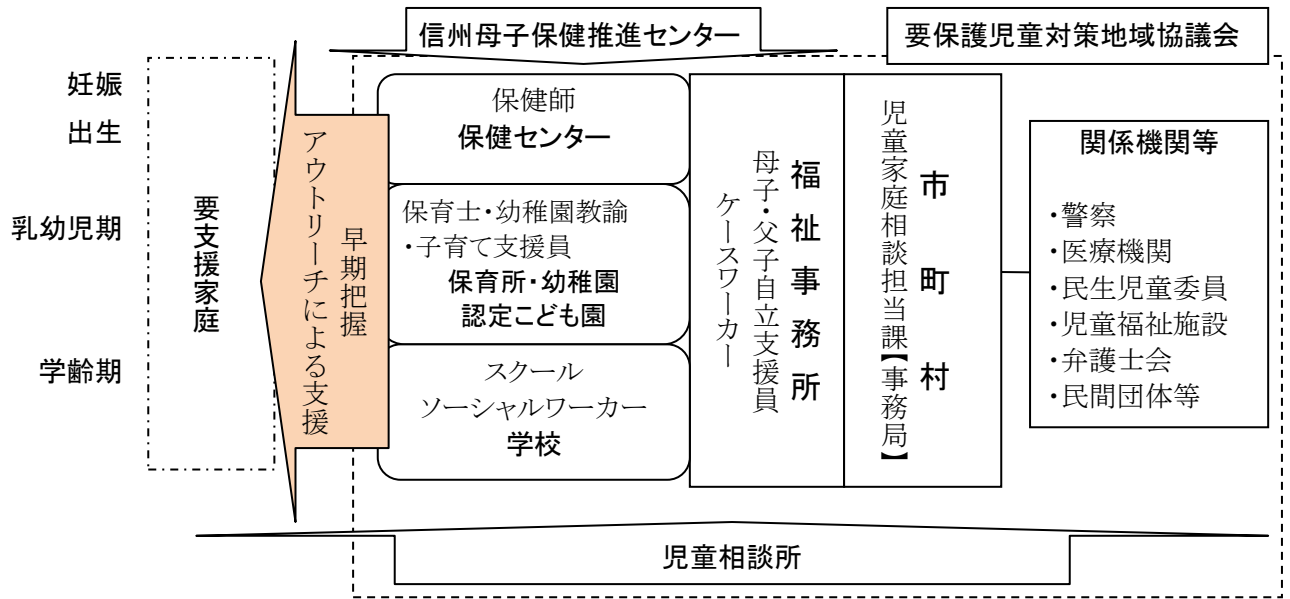 信州母子保健推進センター
要保護児童対策地域協議会
妊娠
出生
乳幼児期
学齢期
要支援家庭
早期把握
アウトリーチによる支援
保健師
保健センター
保育士・幼稚園教諭
・子育て支援員
保育所・幼稚園
認定こども園
スクール
ソーシャルワーカー
学校
福祉事務所
母子・父子自立支援員
ケースワーカー
市町村
児童家庭相談担当課【事務局】
関係機関等
・警察
・医療機関
・民生児童委員
・児童福祉施設
・弁護士会
・民間団体等
児童相談所